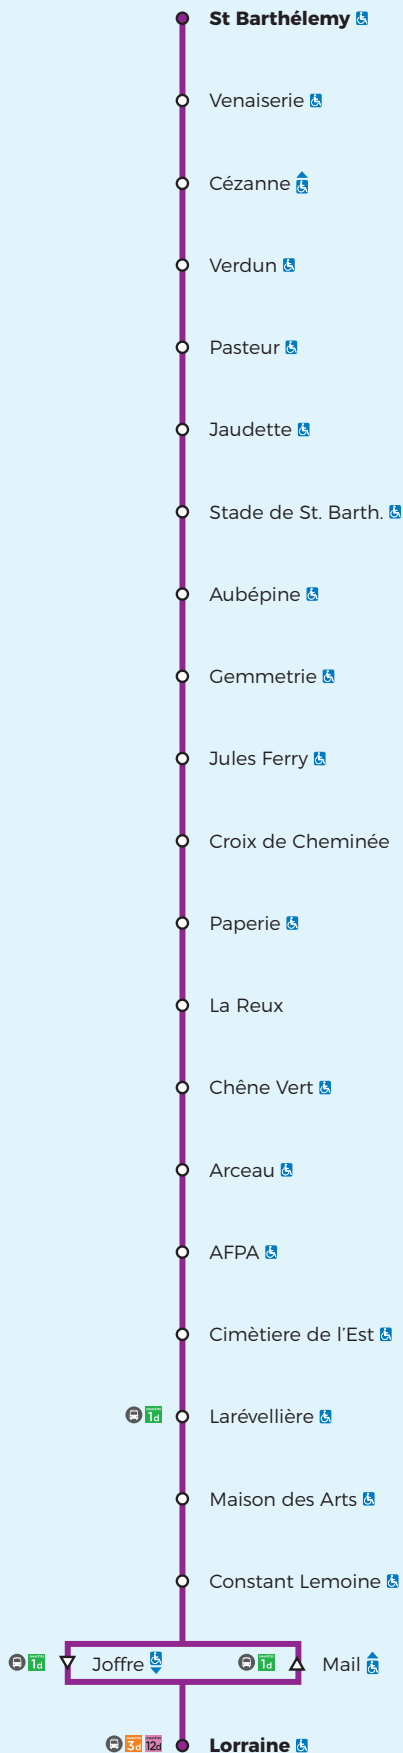 St Barthélemy
Venaiserie
Cézanne
Verdun
Pasteur
Jaudette
Stade de St. Barth.
Aubépine
Gemmetrie
Jules Ferry
Croix de Cheminée
Paperie
La Reux
Chêne Vert
Arceau
AFPA
Cimètiere de l'Est
1d Larévellière
Maison des Arts
Constant Lemoine
1d Joffre 1d Mail
3d 12d Lorraine